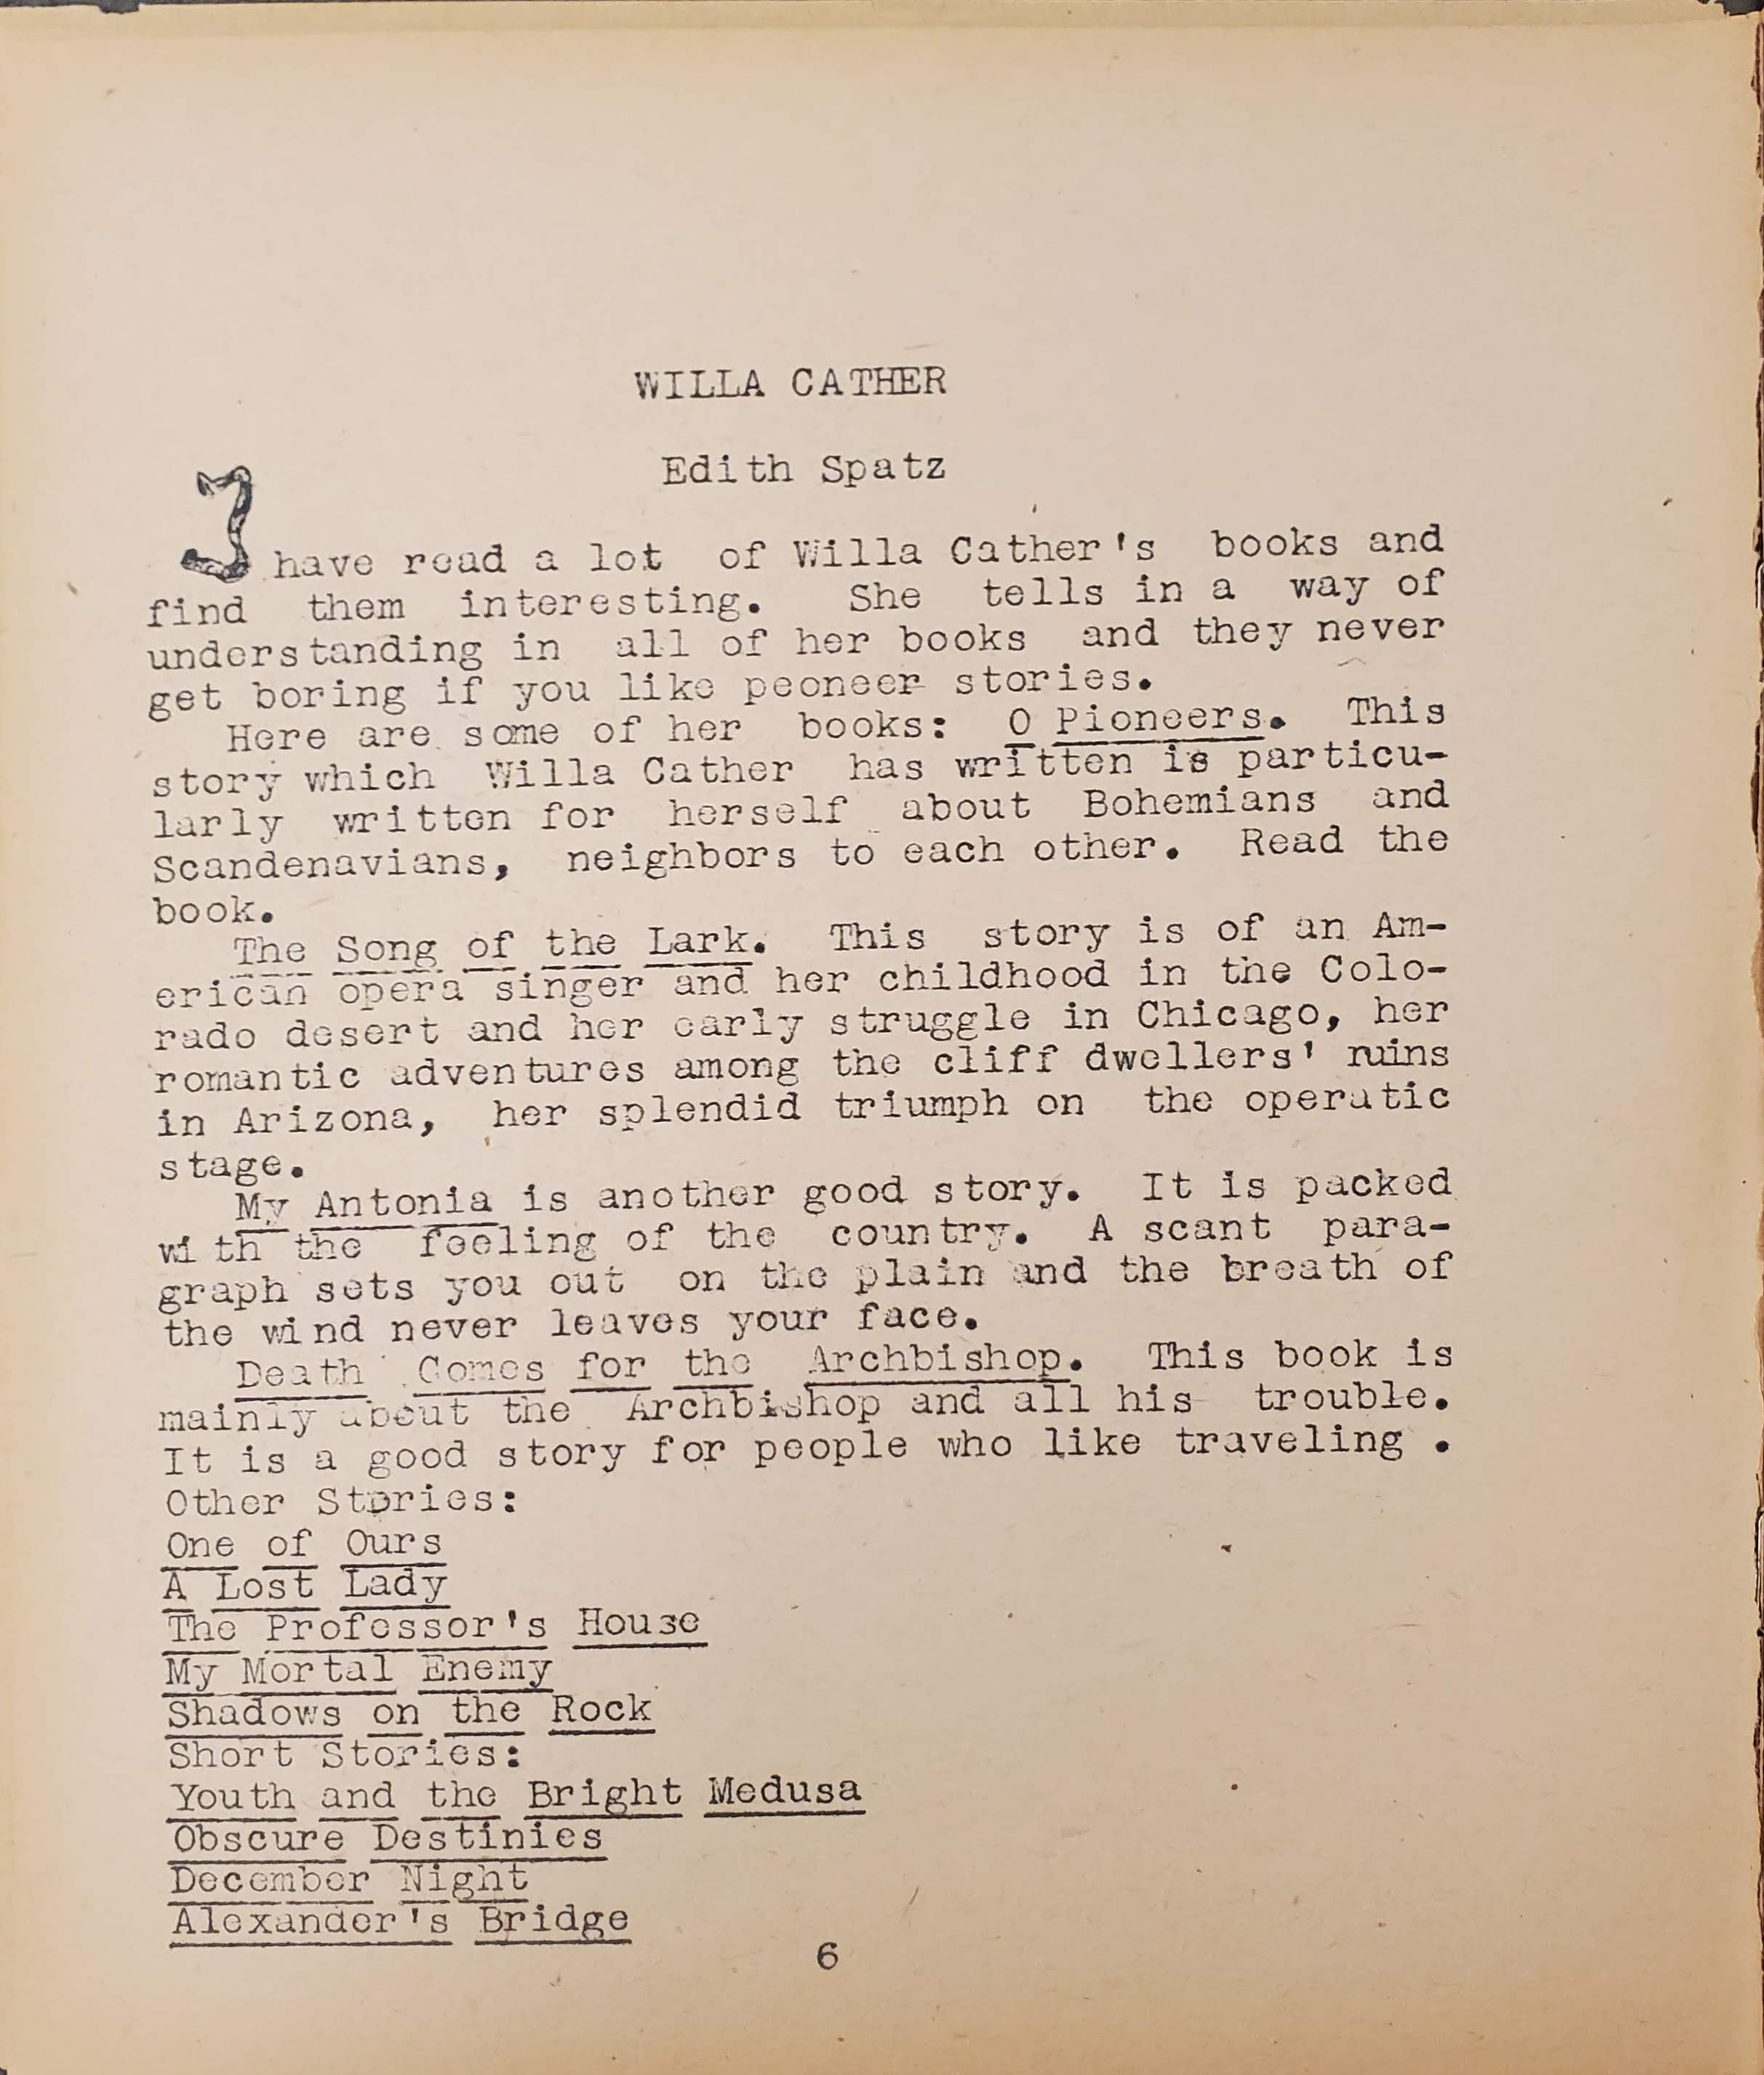 WILLA CATHER
Edith Spatz
I have read a lot of Willa Cather's books and
find them interesting. She tells in a way of
understanding in all of her books and they never
get boring if you like peoneer stories.
Here are some of her books: O Pioneers. This
story which Willa Cather has written is particu-
larly written for herself about Bohemians and
Scandenavians, neighbors to each other. Read the
book.
The Song of the Lark. This story is of an Am-
erican opera singer and her childhood in the Colo-
rado desert and her early struggle in Chicago, her
romantic adventures among the cliff dwellers' ruins
in Arizona, her splendid triumph on the operatic
stage.
My Antonia is another good story. It is packed
with the feeling of the country. A scant para-
graph sets you out on the plain and the breath of
the wind never leaves your face.
Death Comes for the Archbishop. This book is
mainly about the Archbishop and all his trouble.
It is a good story for people who like traveling .
Other Stories:
One of Ours
A Lost Lady
The Professor's House
My Mortal Enemy
Shadows on the Rock
Short Stories:
Youth and the Bright Medusa
Obscure Destinies
December Night
Alexander's Bridge
6